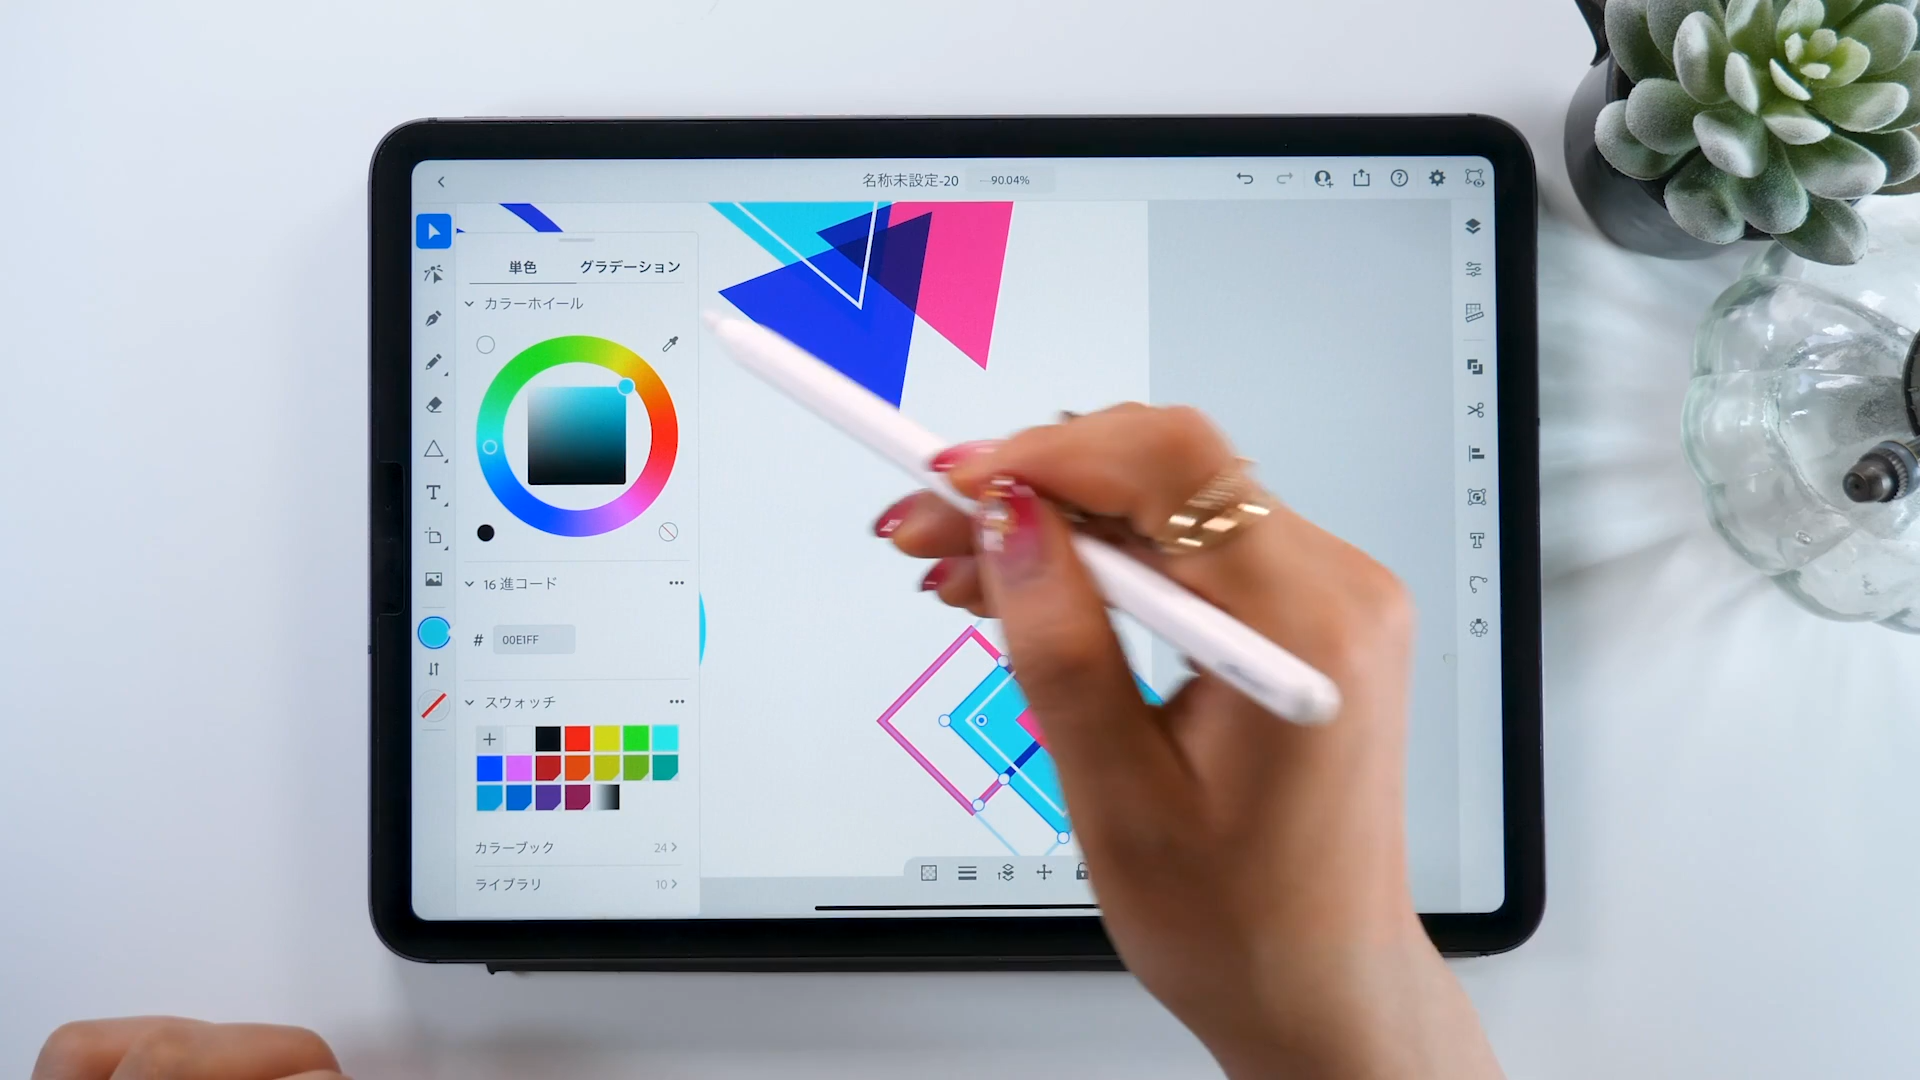 名称未設定-20
90.04%
単色
グラデーション
カラーホイール
16 進コード
# 00E1FF
スウォッチ
カラーブック
24
ライブラリ
10